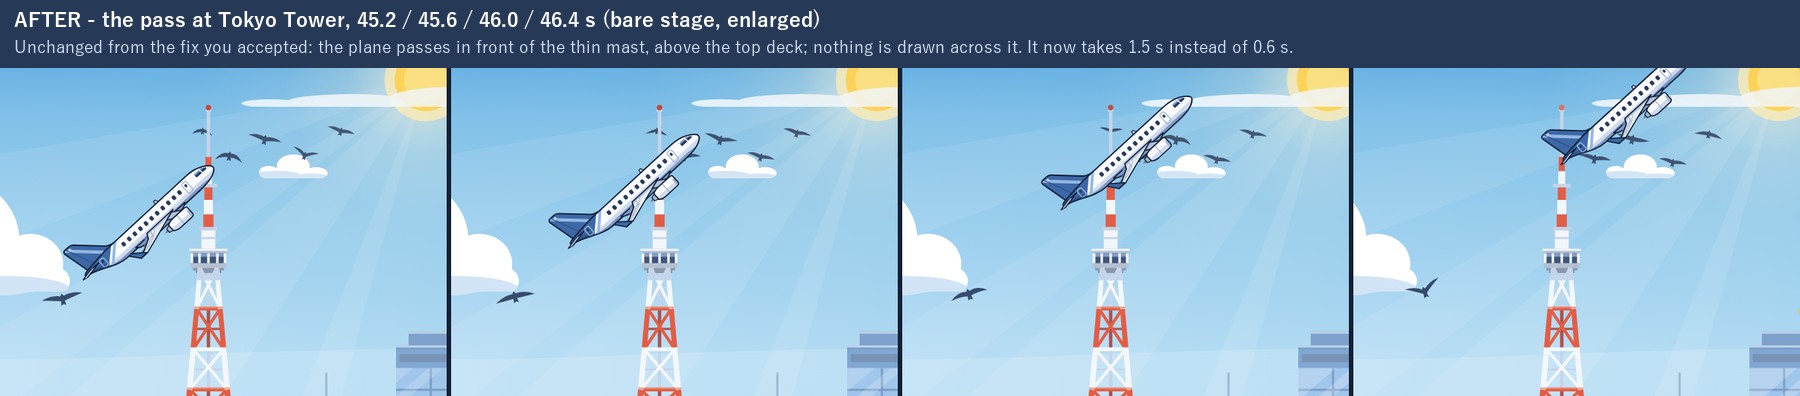 AFTER - the pass at Tokyo Tower, 45.2 / 45.6 / 46.0 / 46.4 s (bare stage, enlarged)
Unchanged from the fix you accepted: the plane passes in front of the thin mast, above the top deck; nothing is drawn across it. It now takes 1.5 s instead of 0.6 s.